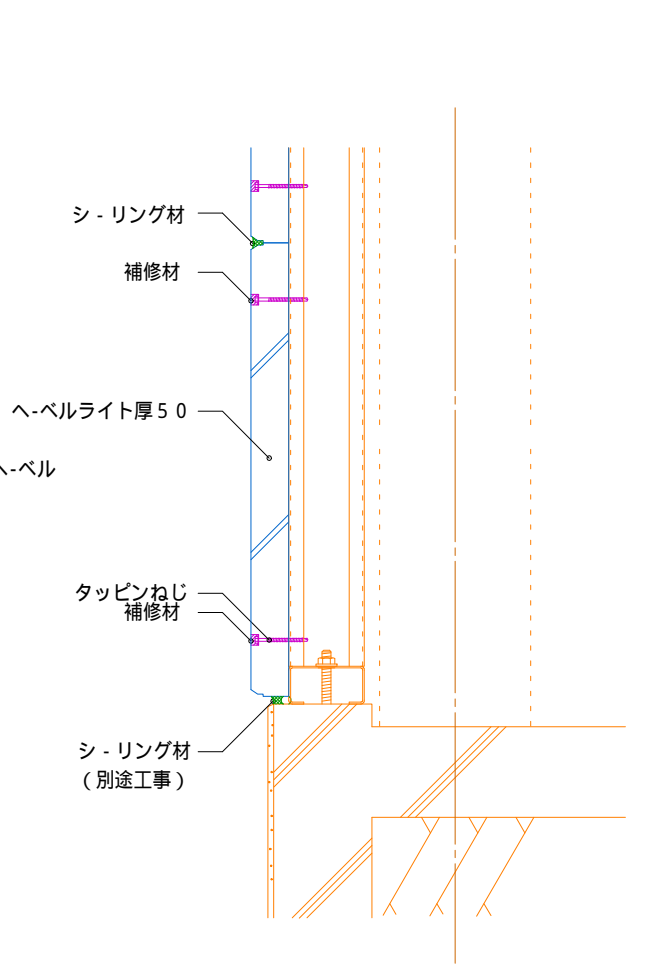 シ-リング材
補修材
ヘ-ベルライト厚５０
ヘ-ベル
タッピンねじ
補修材
シ-リング材
（別途工事）